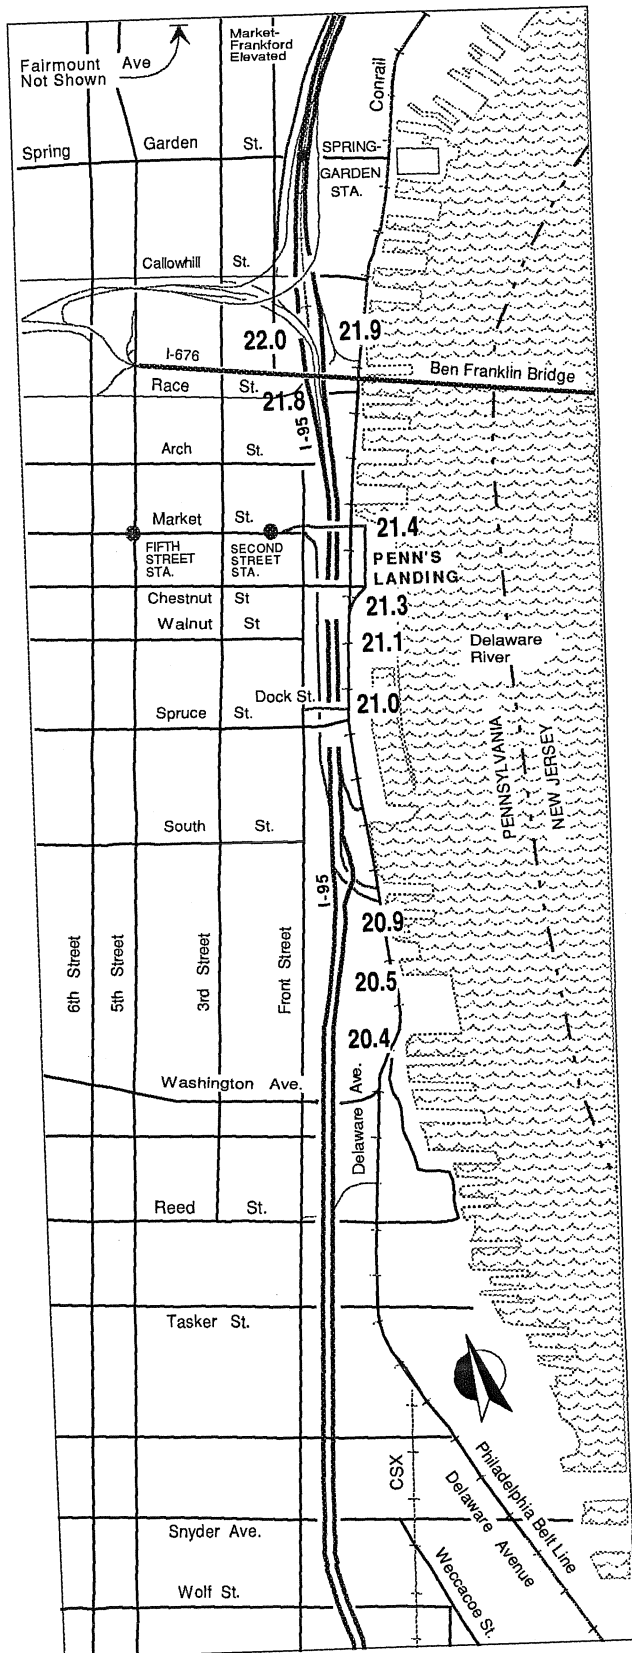 Market-
Frankford
Elevated
Fairmount Ave
Not Shown
Conrail
Spring Garden St.
SPRING-
GARDEN
STA.
Callowhill St.
22.0
21.9
I-676
Ben Franklin Bridge
Race St.
21.8
I-95
Arch St.
Market St.
21.4
FIFTH
STREET
STA.
SECOND
STREET
STA.
PENN'S
LANDING
Chestnut St
21.3
Walnut St
21.1
Delaware
River
Dock St.
21.0
Spruce St.
PENNSYLVANIA
NEW JERSEY
South St.
I-95
20.9
6th Street
5th Street
3rd Street
Front Street
20.5
20.4
Washington Ave.
Delaware Ave.
Reed St.
Tasker St.
CSX
Philadelphia Belt Line
Delaware Avenue
Snyder Ave.
Weccacoe St.
Wolf St.